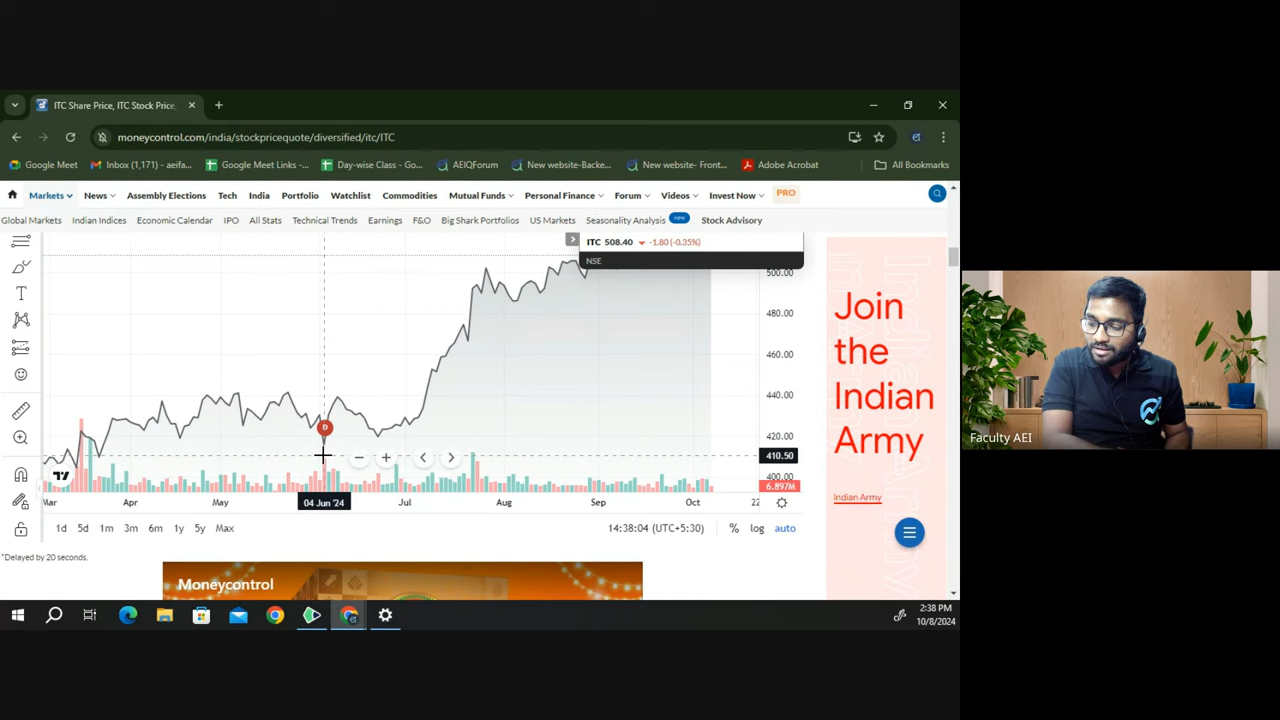 ITC Share Price, ITC Stock Price,
moneycontrol.com/india/stockpricequote/diversified/itc/ITC
Google Meet
Inbox (1,171) - aeifa...
Google Meet Links -...
Day-wise Class - Go...
AEIQForum
New website-Backe...
New website- Front...
Adobe Acrobat
All Bookmarks
Markets
News
Assembly Elections
Tech
India
Portfolio
Watchlist
Commodities
Mutual Funds
Personal Finance
Forum
Videos
Invest Now
PRO
Global Markets
Indian Indices
Economic Calendar
IPO
All Stats
Technical Trends
Earnings
F&O
Big Shark Portfolios
US Markets
Seasonality Analysis
new
Stock Advisory
ITC 508.40 -1.80 (-0.35%)
NSE
500.00
480.00
460.00
440.00
420.00
410.50
400.00
6.897M
D
Mar
Apr
May
04 Jun '24
Jul
Aug
Sep
Oct
22
1d
5d
1m
3m
6m
1y
5y
Max
14:38:04 (UTC+5:30)
%
log
auto
*Delayed by 20 seconds.
Moneycontrol
Join
the
Indian
Army
Indian Army
Faculty AEI
2:38 PM
10/8/2024